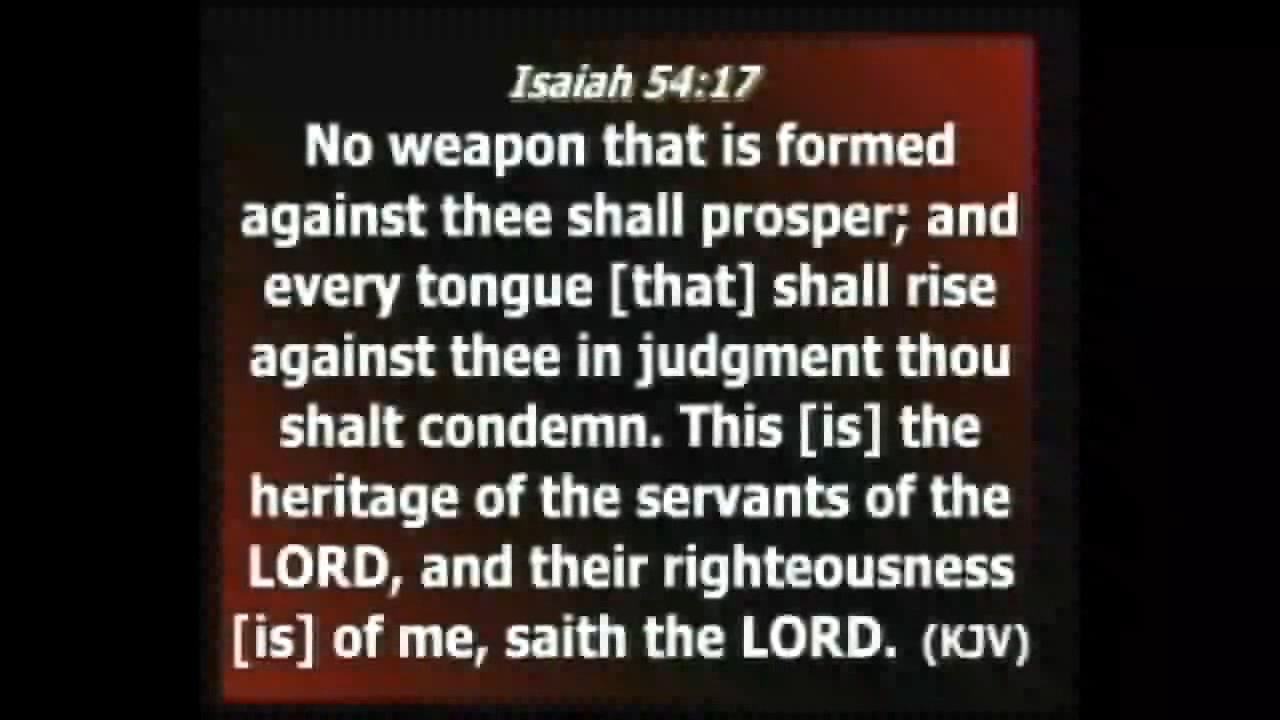 Isaiah 54:17
No weapon that is formed
against thee shall prosper; and
every tongue [that] shall rise
against thee in judgment thou
shalt condemn. This [is] the
heritage of the servants of the
LORD, and their righteousness
[is] of me, saith the LORD. (KJV)